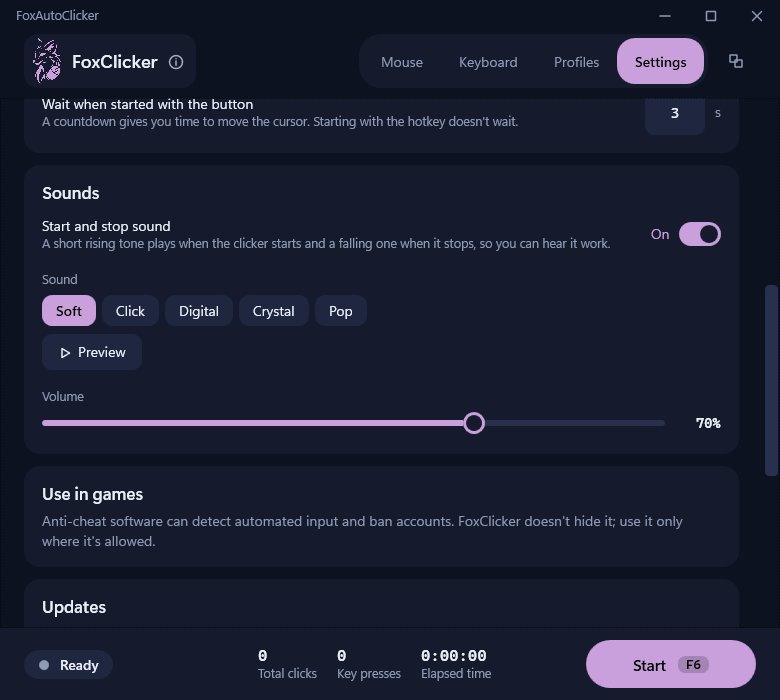 FoxAutoClicker
FoxClicker
Mouse
Keyboard
Profiles
Settings
Wait when started with the button
A countdown gives you time to move the cursor. Starting with the hotkey doesn't wait.
3
s
Sounds
Start and stop sound
A short rising tone plays when the clicker starts and a falling one when it stops, so you can hear it work.
On
Sound
Soft
Click
Digital
Crystal
Pop
Preview
Volume
70%
Use in games
Anti-cheat software can detect automated input and ban accounts. FoxClicker doesn't hide it; use it only
where it's allowed.
Updates
Ready
0
Total clicks
0
Key presses
0:00:00
Elapsed time
Start
F6